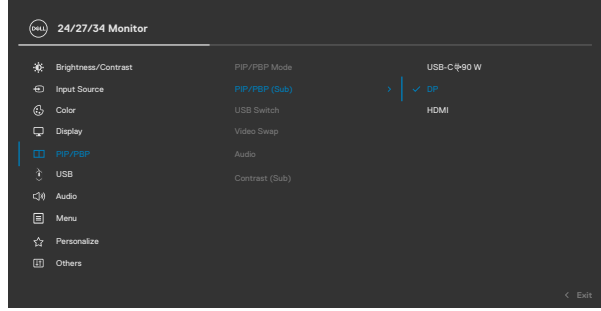 DELL
24/27/34 Monitor
Brightness/Contrast
Input Source
Color
Display
PIP/PBP
USB
Audio
Menu
Personalize
Others
PIP/PBP Mode
PIP/PBP (Sub)
USB Switch
Video Swap
Audio
Contrast (Sub)
USB-C 90 W
DP
HDMI
Exit